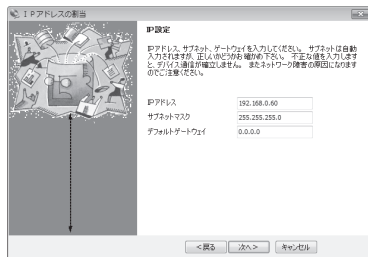 IPアドレスの割当
IP設定
IPアドレス、サブネット、ゲートウェイを入力してください。 サブネットは自動
入力されますが、正しいかどうかお確かめ下さい。 不正な値を入力します
と、デバイス通信が確立しません。 またネットワーク障害の原因になります
のでご注意ください。
IPアドレス 192.168.0.60
サブネットマスク 255.255.255.0
デフォルトゲートウェイ 0.0.0.0
<戻る 次へ> キャンセル